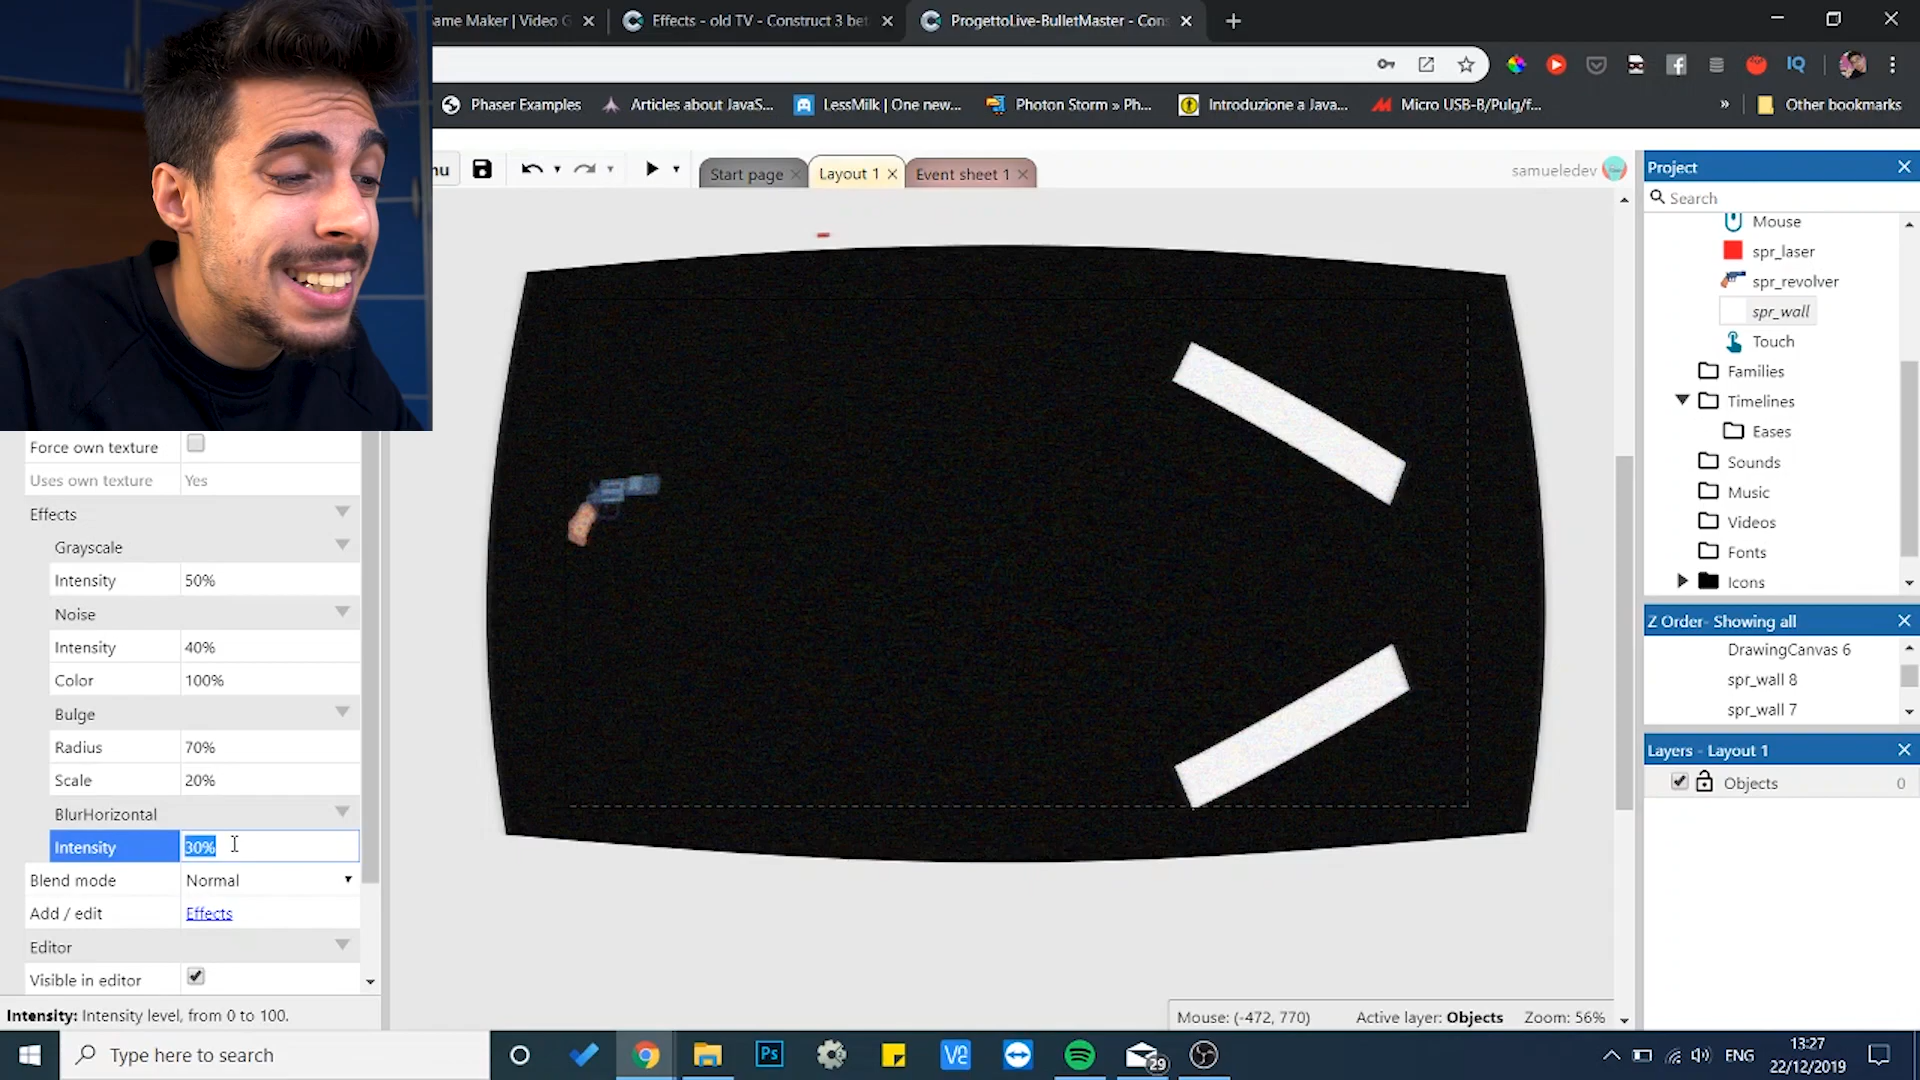 ame Maker | Video G
Effects - old TV - Construct 3 bet
ProgettoLive-BulletMaster - Cons
IQ
Phaser Examples
Articles about JavaS...
LessMilk | One new...
Photon Storm » Ph...
Introduzione a Java...
Micro USB-B/Pulg/f...
»
Other bookmarks
nu
Start page
Layout 1
Event sheet 1
samueledev
Project
Search
Mouse
spr_laser
spr_revolver
spr_wall
Touch
Families
Timelines
Eases
Sounds
Music
Videos
Fonts
Icons
Z Order- Showing all
DrawingCanvas 6
spr_wall 8
spr_wall 7
Layers - Layout 1
Objects 0
Force own texture
Uses own texture Yes
Effects
Grayscale
Intensity 50%
Noise
Intensity 40%
Color 100%
Bulge
Radius 70%
Scale 20%
BlurHorizontal
Intensity 30%
Blend mode Normal
Add / edit Effects
Editor
Visible in editor
Intensity: Intensity level, from 0 to 100.
Mouse: (-472, 770) Active layer: Objects Zoom: 56%
Type here to search
Ps
V2
29
ENG
13:27
22/12/2019